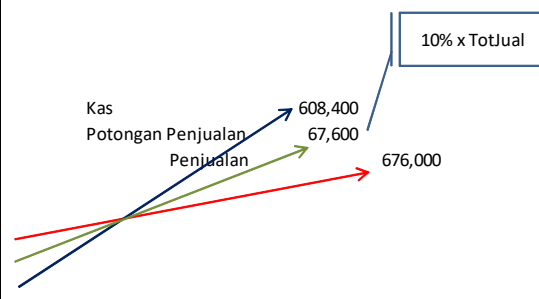 10% x TotJual
Kas 608,400
Potongan Penjualan 67,600
Penjualan 676,000